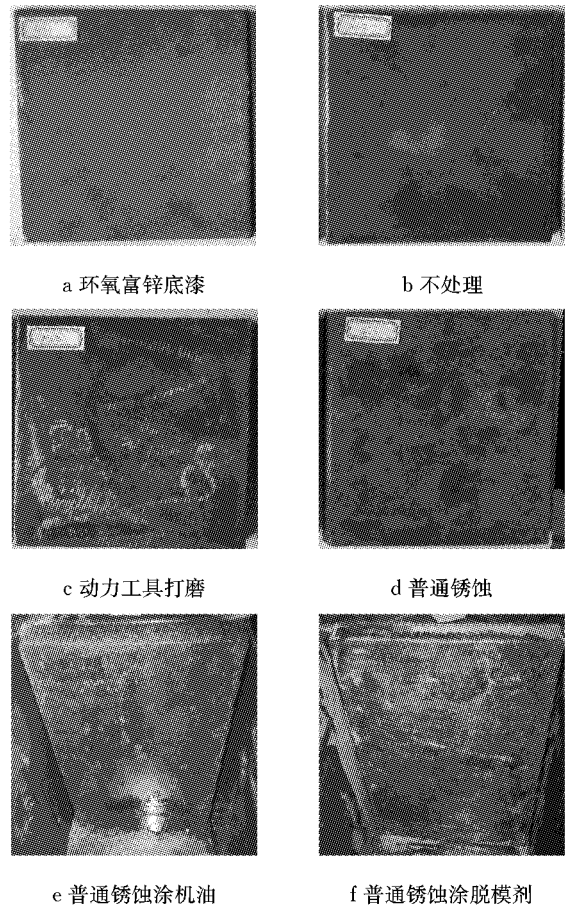 a 环氧富锌底漆
b 不处理
c 动力工具打磨
d 普通锈蚀
e 普通锈蚀涂机油
f 普通锈蚀涂脱模剂